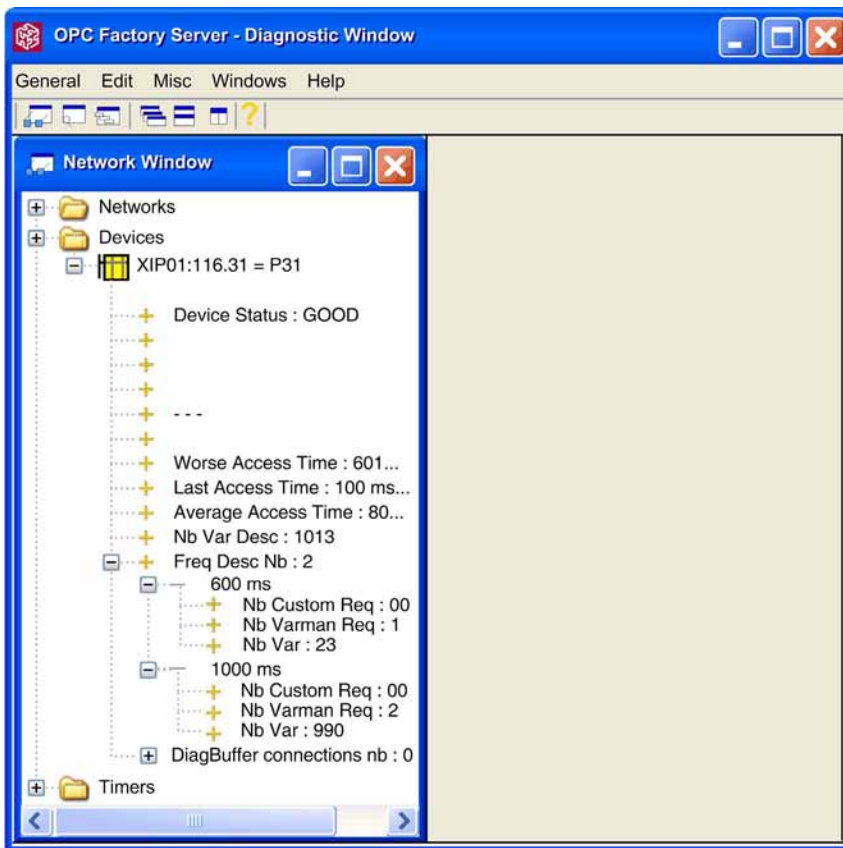 OPC Factory Server - Diagnostic Window
General Edit Misc Windows Help
Network Window
Networks
Devices
XIP01:116.31 = P31
Device Status : GOOD
- - -
Worse Access Time : 601...
Last Access Time : 100 ms...
Average Access Time : 80...
Nb Var Desc : 1013
Freq Desc Nb : 2
600 ms
Nb Custom Req : 00
Nb Varman Req : 1
Nb Var : 23
1000 ms
Nb Custom Req : 00
Nb Varman Req : 2
Nb Var : 990
DiagBuffer connections nb : 0
Timers